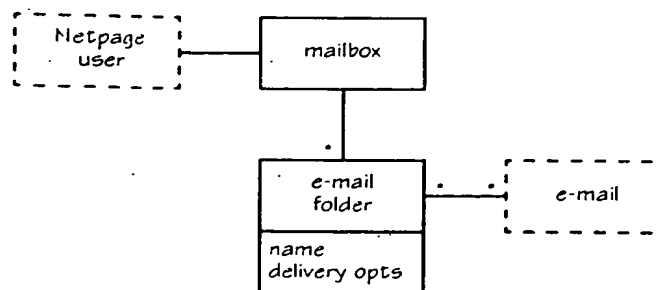 Netpage
user
mailbox
e-mail
folder
e-mail
name
delivery opts